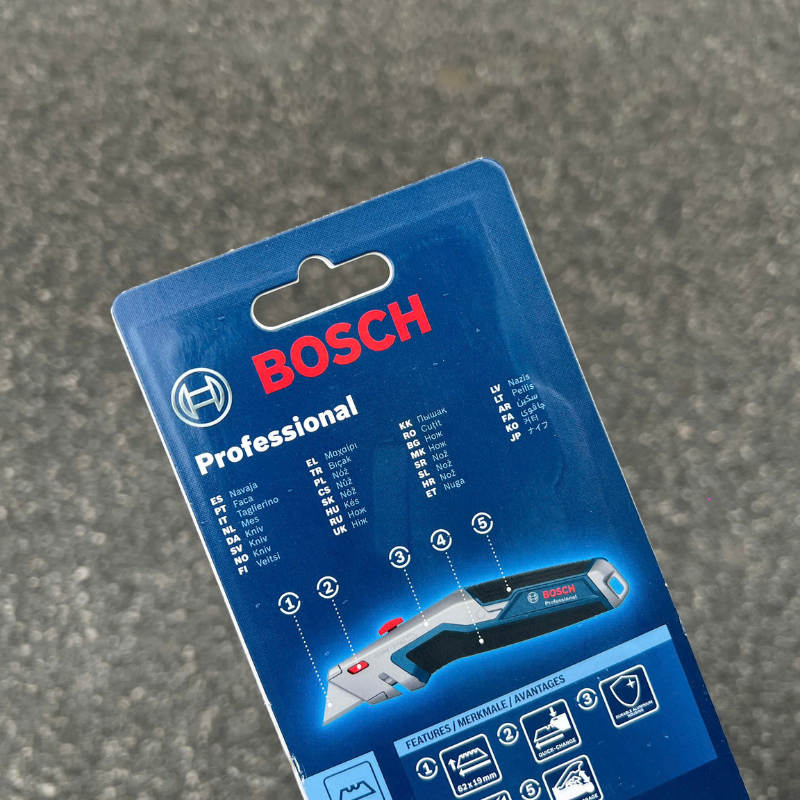 BOSCH
Professional
ES Navaja
PT Faca
IT Taglierino
NL Mes
DA Kniv
SV Kniv
NO Kniv
FI Veitsi
EL Μαχαίρι
TR Bıçak
PL Nóż
CS Nůž
SK Nôž
HU Kés
RU Нож
UK Ніж
KK Пышақ
RO Cuțit
BG Нож
MK Нож
SR Nož
SL Nož
HR Nož
ET Nuga
LV Nazis
LT Peilis
AR سكين
FA چاقوی
KO 커터
JP ナイフ
1 2 3 4 5
BOSCH
Professional
FEATURES / MERKMALE / AVANTAGES
1 62x19mm
2 QUICK-CHANGE
3 DURABLE ALUMINIUM HOUSING
5